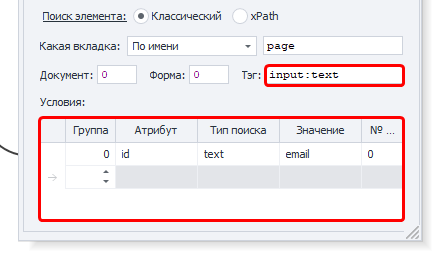 Поиск элемента: Классический xPath
Какая вкладка: По имени page
Документ: 0 Форма: 0 Тэг: input:text
Условия:
Группа Атрибут Тип поиска Значение № ...
0 id text email 0